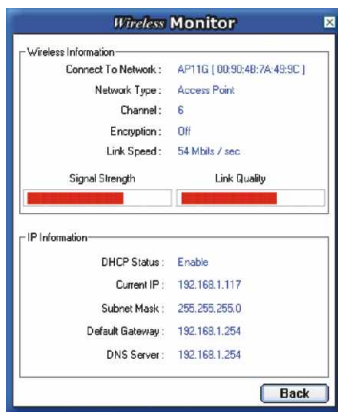 Wireless Monitor
Wireless Information
Connect To Network : AP11G [ 00:90:4B:7A:49:9C ]
Network Type : Access Point
Channel : 6
Encryption : Off
Link Speed : 54 Mbits / sec
Signal Strength Link Quality
IP Information
DHCP Status : Enable
Current IP : 192.168.1.117
Subnet Mask : 255.255.255.0
Default Gateway : 192.168.1.254
DNS Server : 192.168.1.254
Back